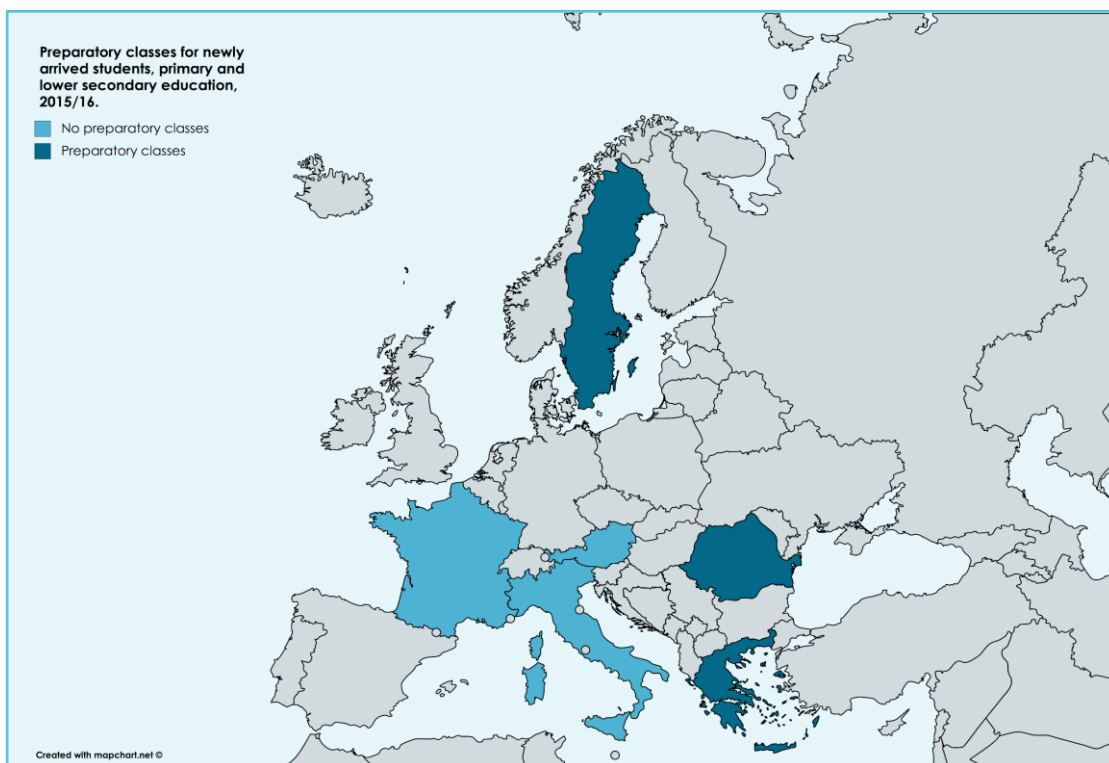 Preparatory classes for newly
arrived students, primary and
lower secondary education,
2015/16.
No preparatory classes
Preparatory classes
Created with mapchart.net ©